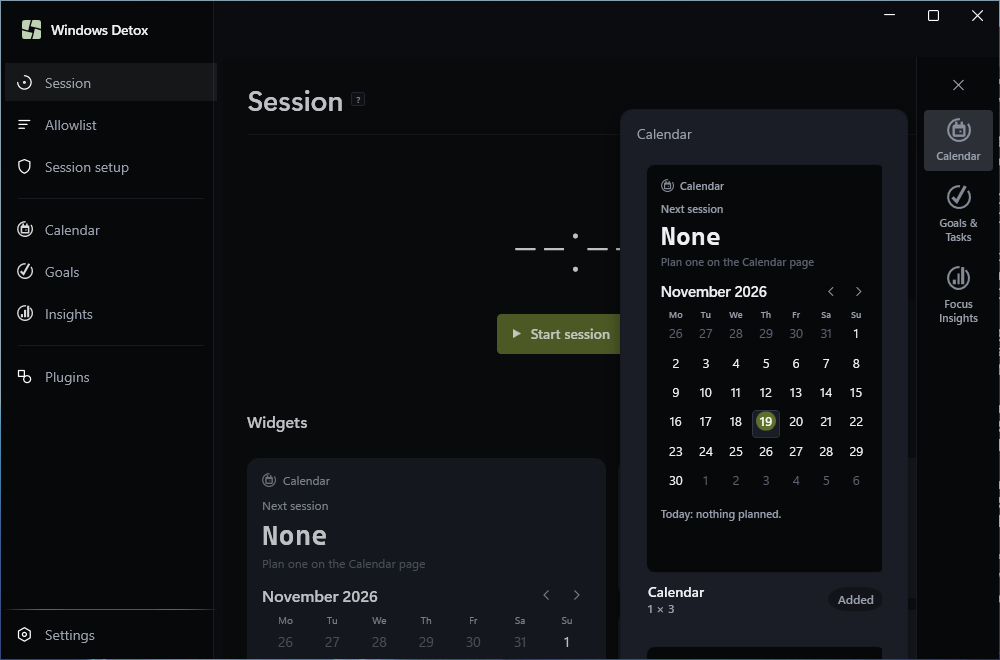 Windows Detox
Session
Allowlist
Session setup
Calendar
Goals
Insights
Plugins
Settings
Session ?
--:--
Start session
Widgets
Calendar
Next session
None
Plan one on the Calendar page
November 2026
Mo Tu We Th Fr Sa Su
26 27 28 29 30 31 1
Calendar
Calendar
Next session
None
Plan one on the Calendar page
November 2026
Mo Tu We Th Fr Sa Su
26 27 28 29 30 31 1
2 3 4 5 6 7 8
9 10 11 12 13 14 15
16 17 18 19 20 21 22
23 24 25 26 27 28 29
30 1 2 3 4 5 6
Today: nothing planned.
Calendar
1 × 3
Added
Calendar
Goals &
Tasks
Focus
Insights